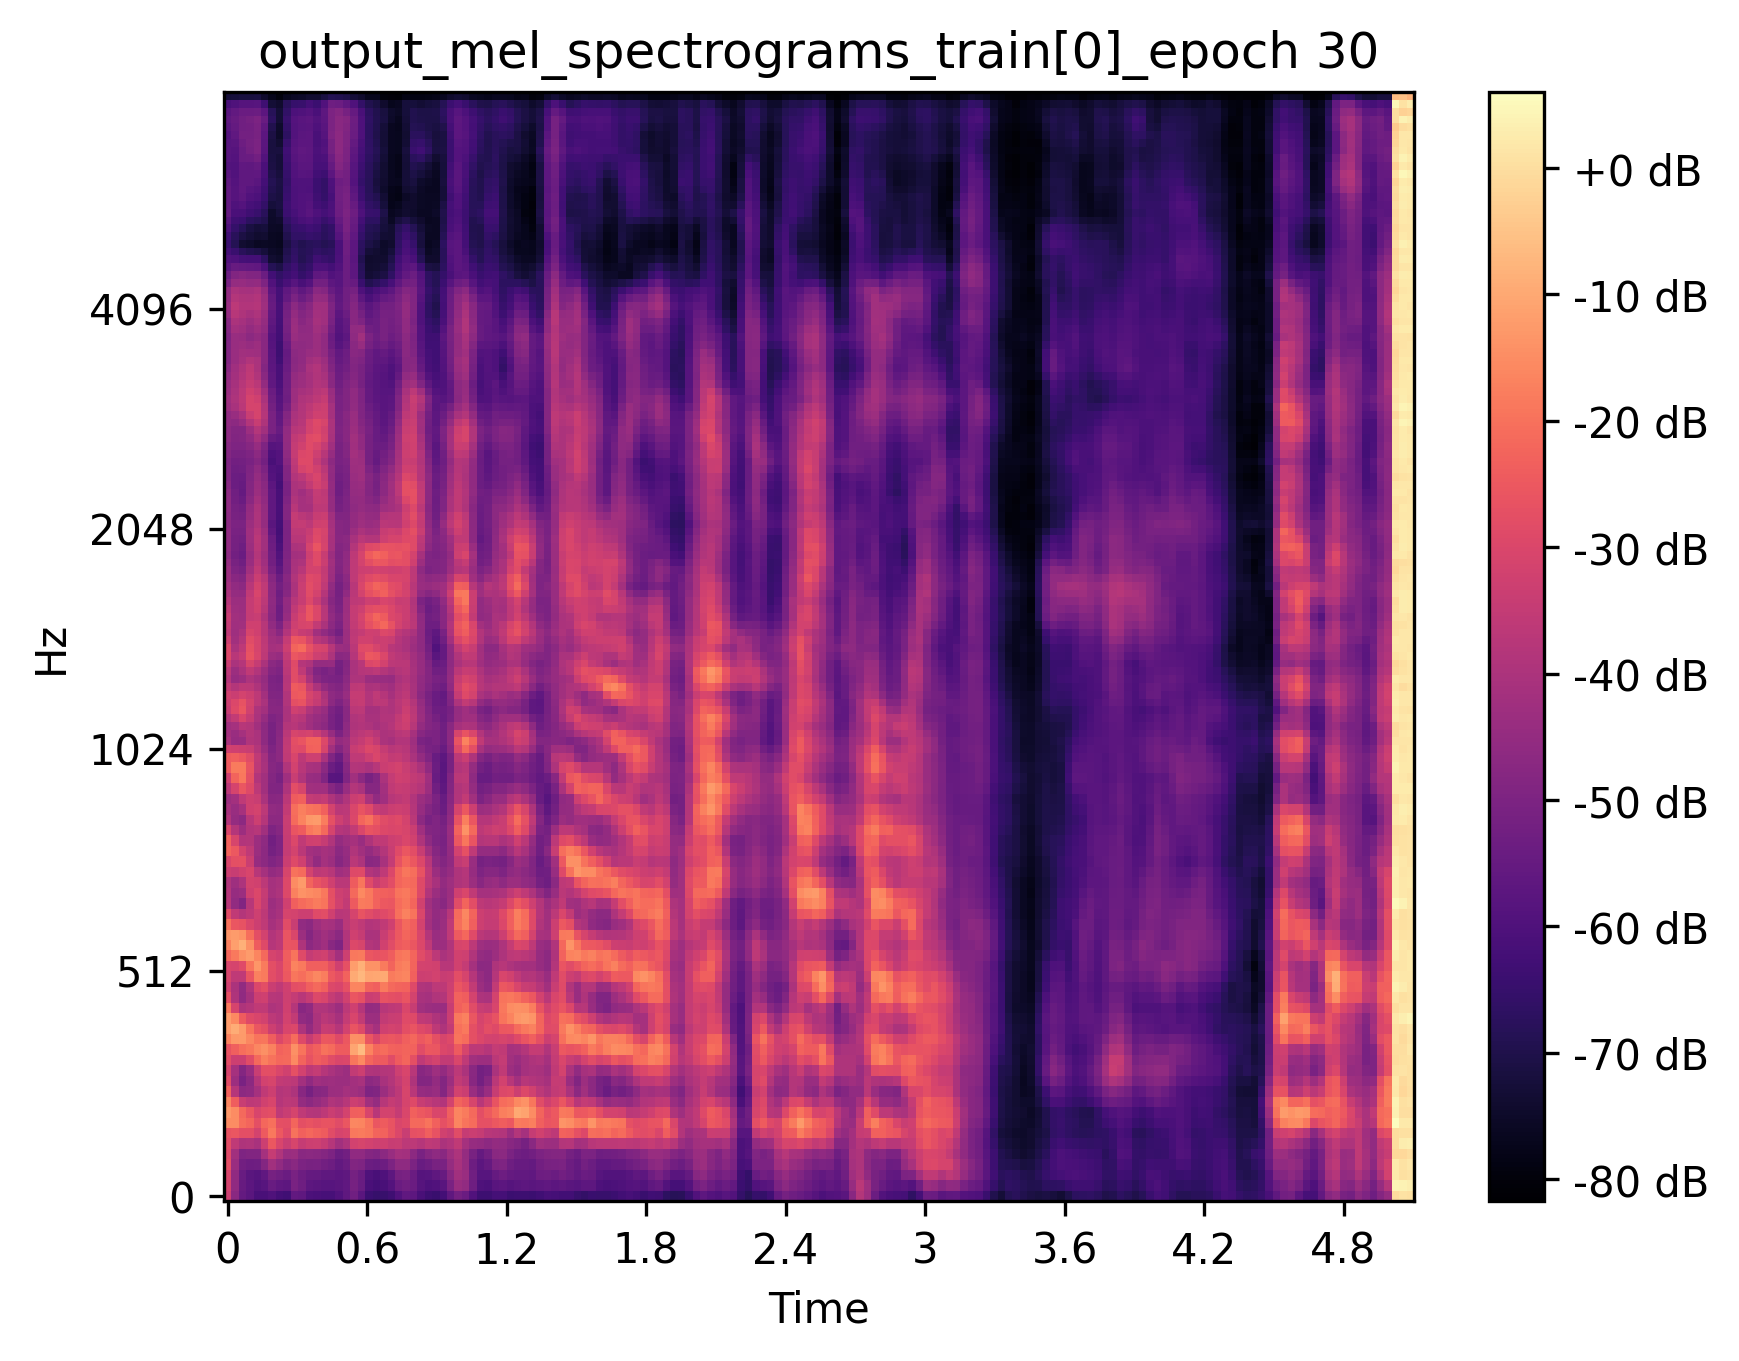 output_mel_spectrograms_train[0]_epoch 30
Hz
4096
2048
1024
512
0
0 0.6 1.2 1.8 2.4 3 3.6 4.2 4.8
Time
+0 dB
-10 dB
-20 dB
-30 dB
-40 dB
-50 dB
-60 dB
-70 dB
-80 dB